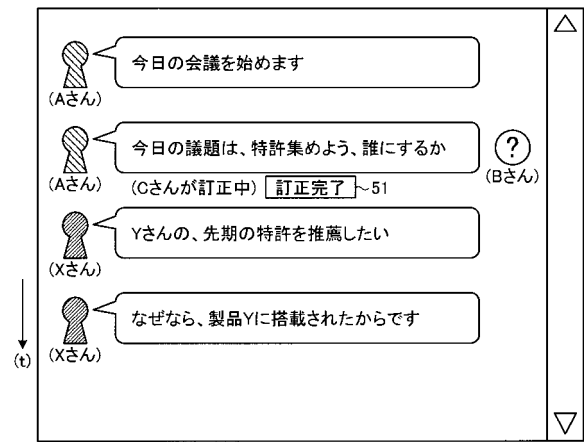 今日の会議を始めます
(Aさん)
今日の議題は、特許集めよう、誰にするか
?
(Aさん)
(Bさん)
(Cさんが訂正中) 訂正完了 ~51
Yさんの、先期の特許を推薦したい
(Xさん)
なぜなら、製品Yに搭載されたからです
(Xさん)
(t)